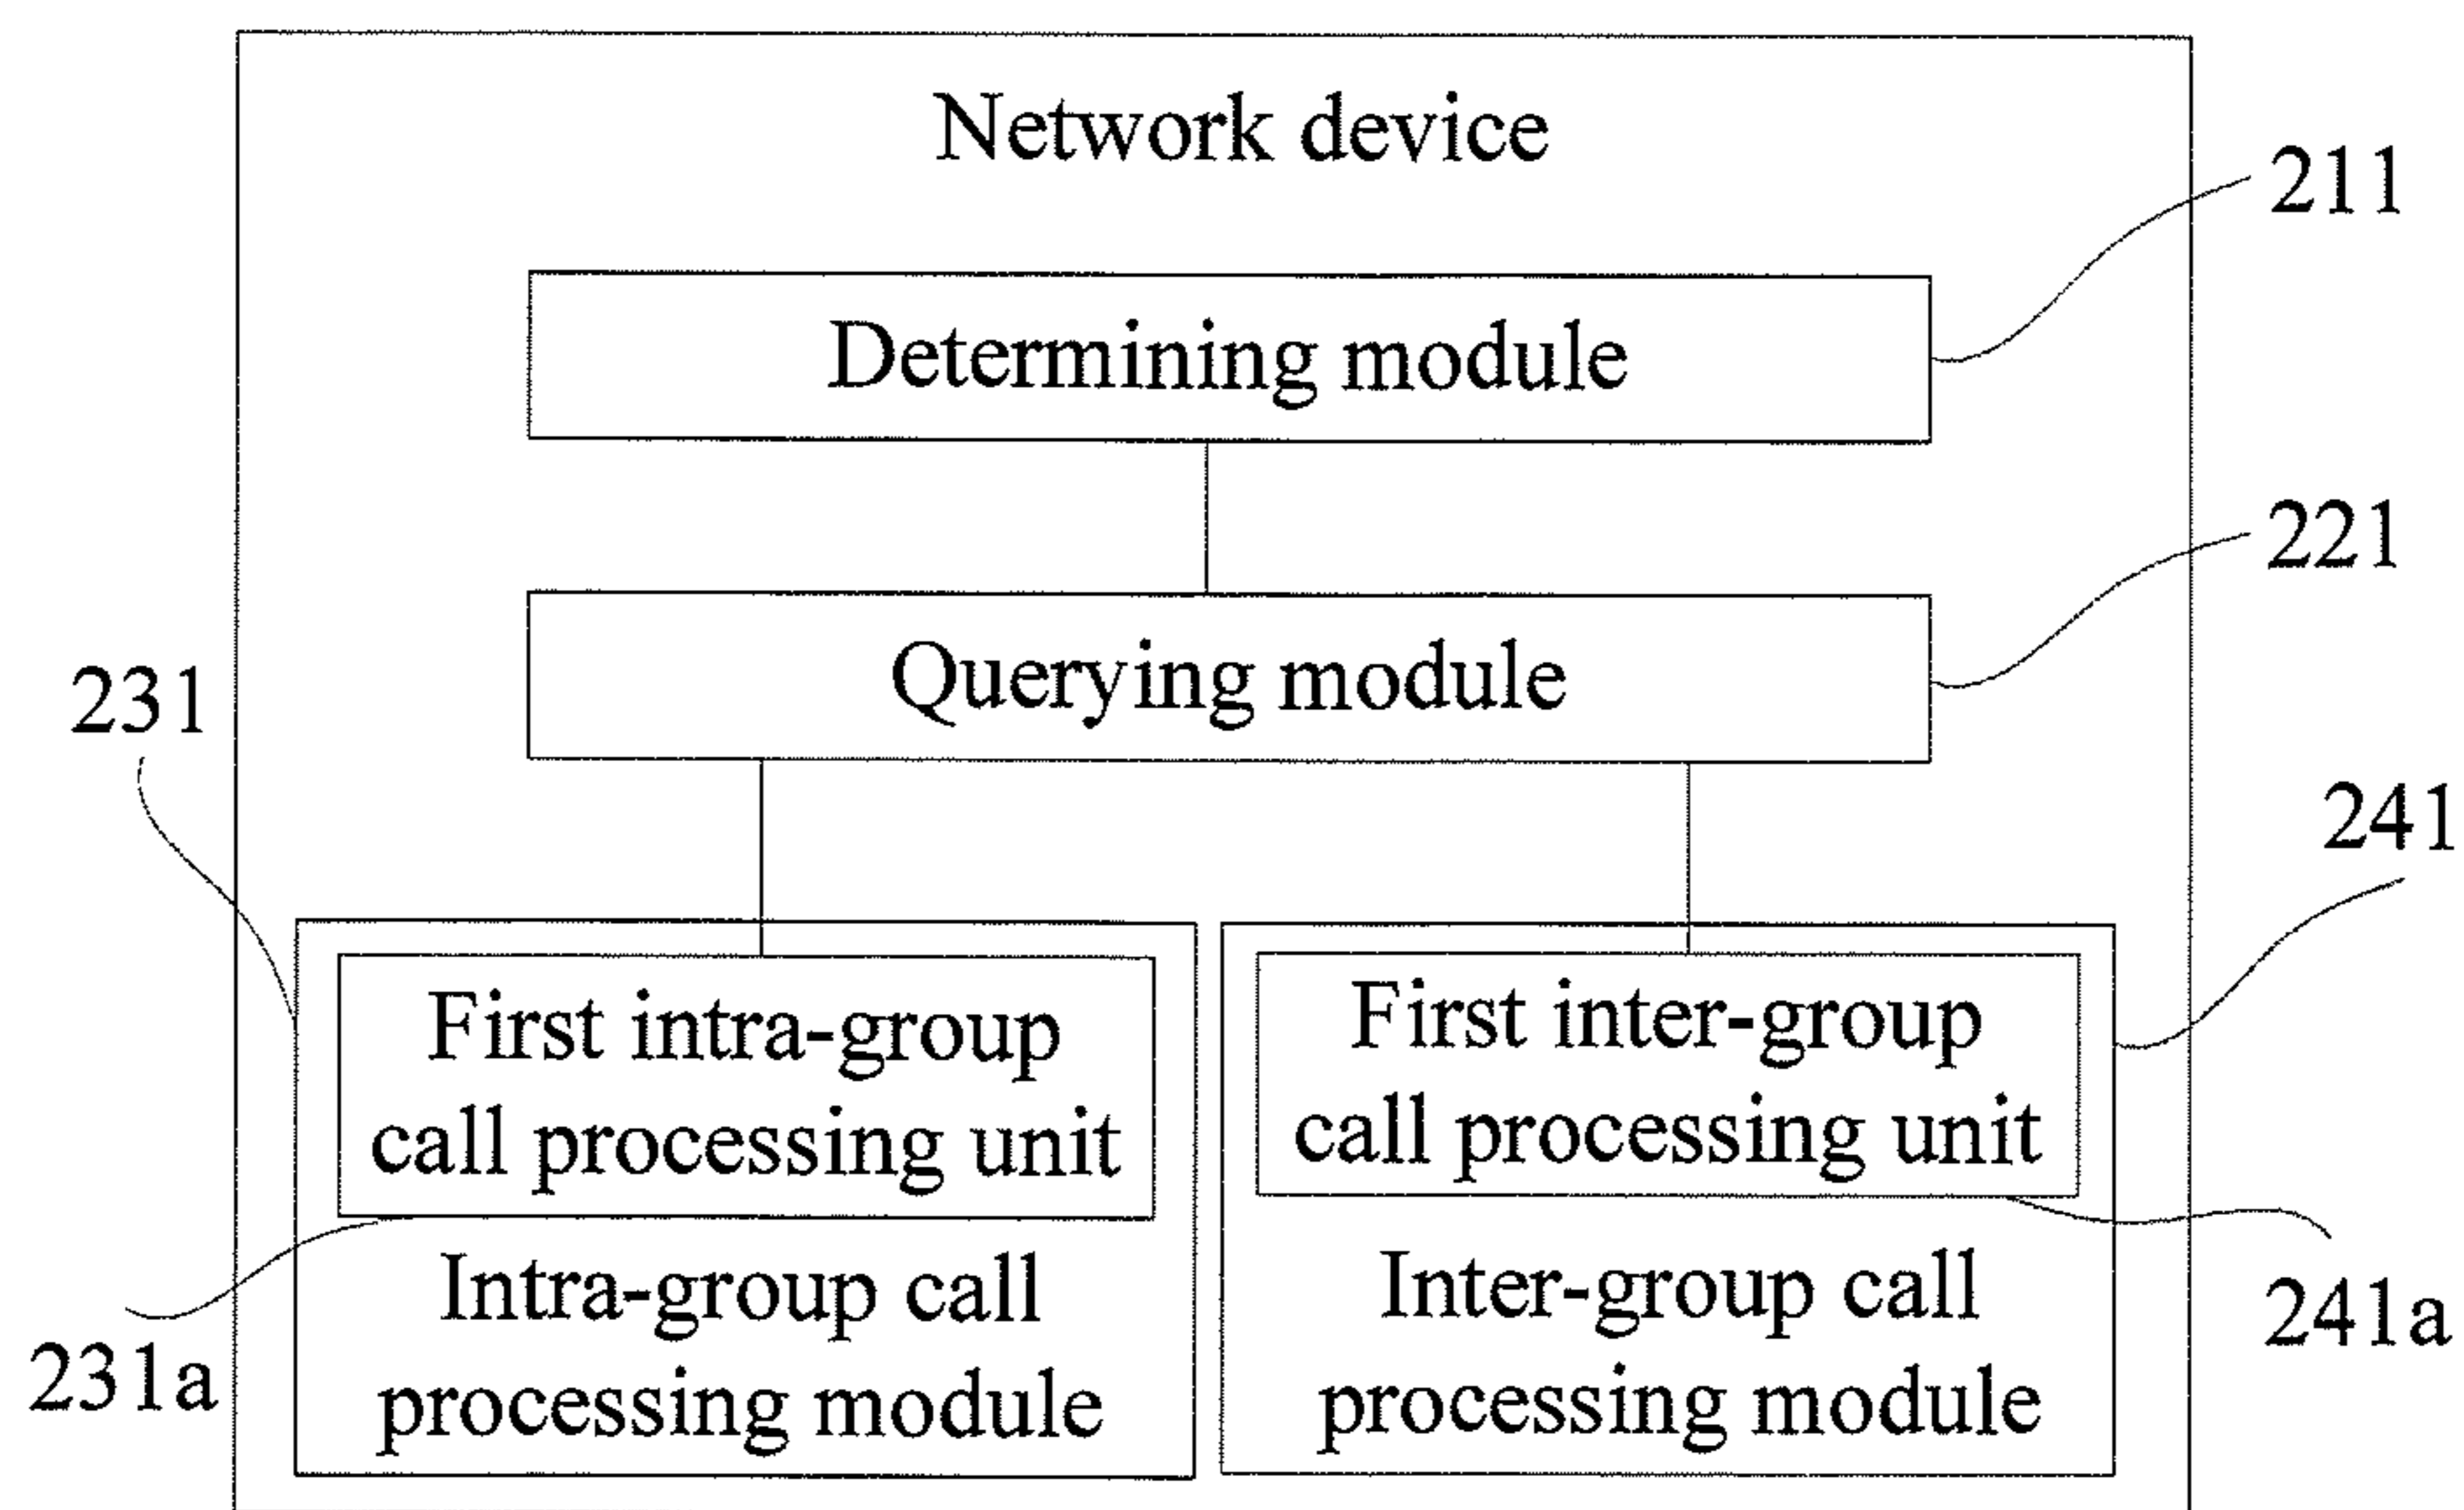 Network device
211
Determining module
221
Querying module
231
241
First intra-group
call processing unit
First inter-group
call processing unit
Intra-group call
processing module
Inter-group call
processing module
231a
241a